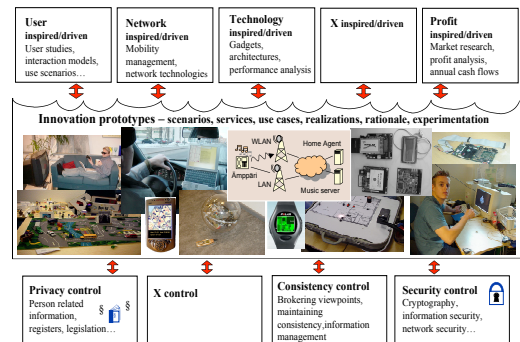 User
inspired/driven
User studies,
interaction models,
use scenarios…
Network
inspired/driven
Mobility
management,
network technologies
Technology
inspired/driven
Gadgets,
architectures,
performance analysis
X inspired/driven
Profit
inspired/driven
Market research,
profit analysis,
annual cash flows
Innovation prototypes – scenarios, services, use cases, realizations, rationale, experimentation
WLAN
Home Agent
Ämppäri
LAN
Music server
Privacy control
Person related
information,
registers, legislation…
§ §
X control
Consistency control
Brokering viewpoints,
maintaining
consistency,information
management
Security control
Cryptography,
information security,
network security…